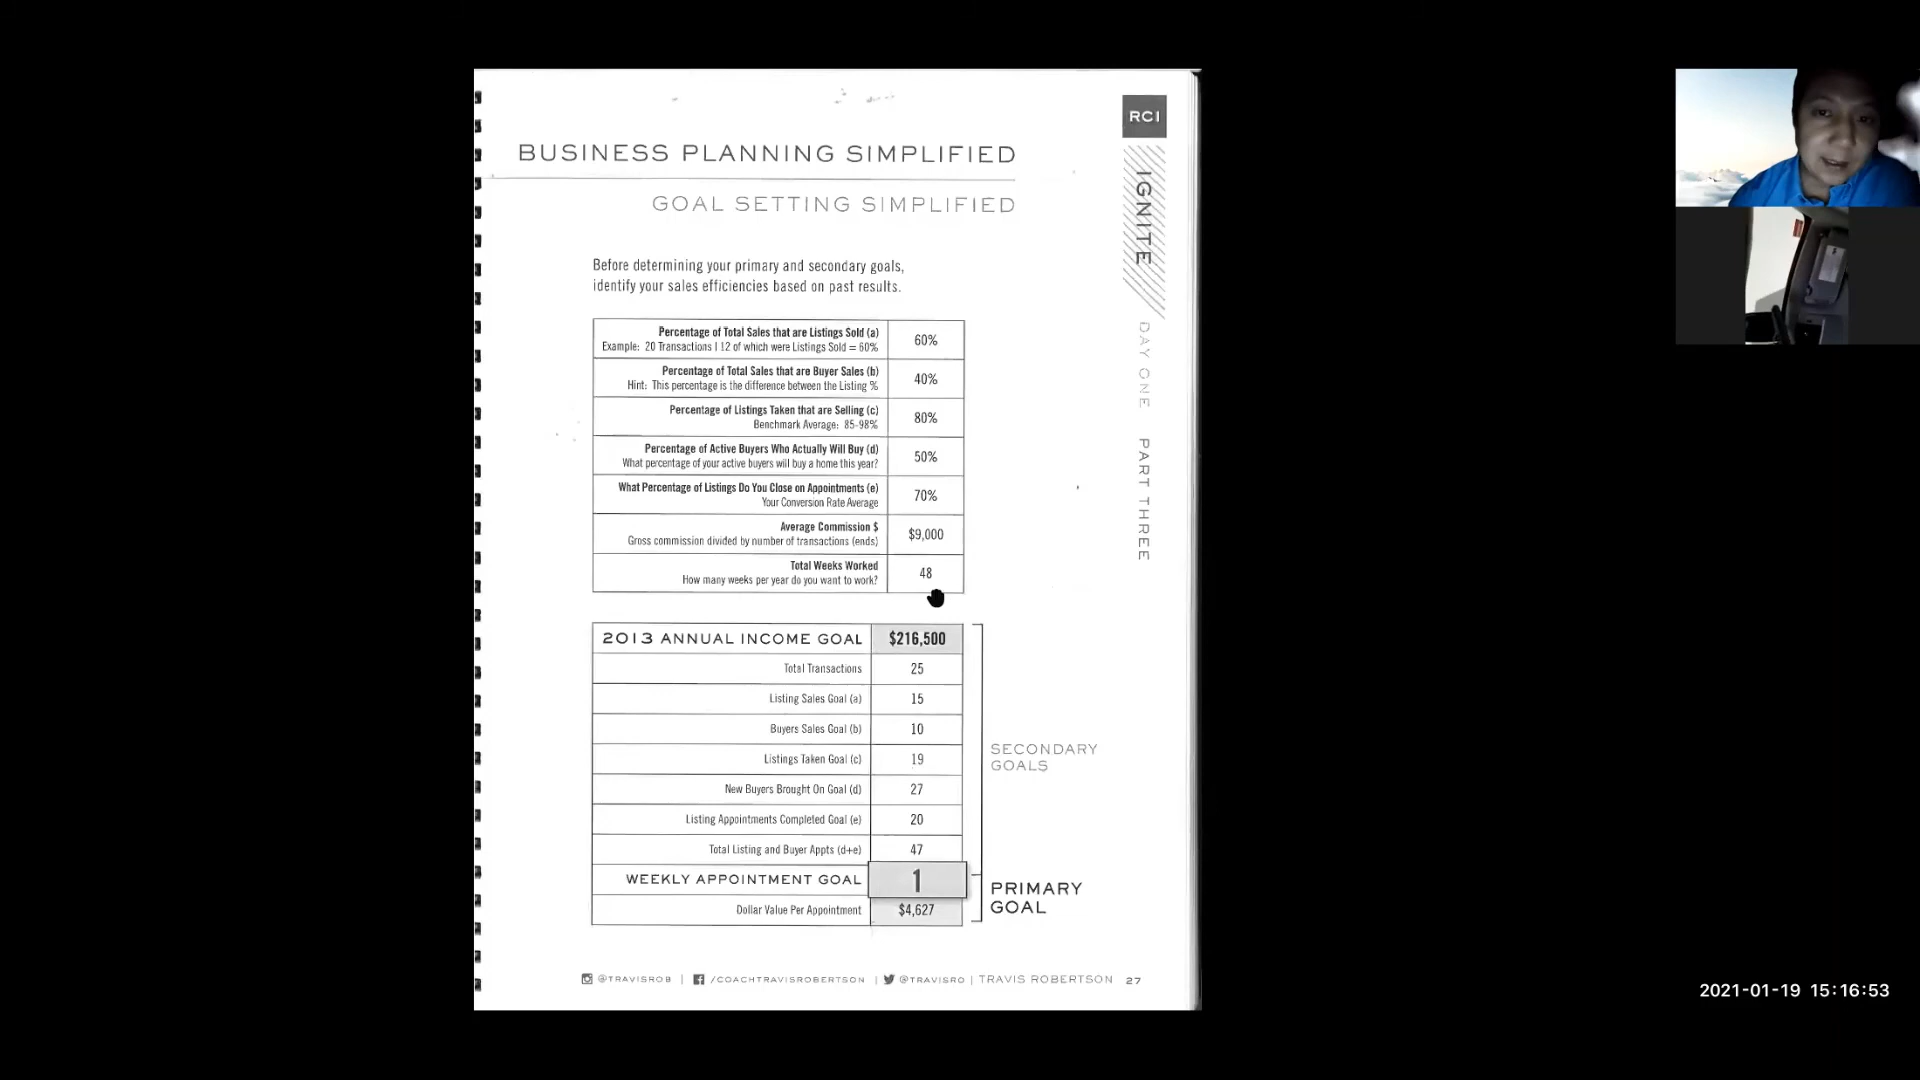 RCI
BUSINESS PLANNING SIMPLIFIED
GOAL SETTING SIMPLIFIED
IGNITE
DAY ONE PART THREE
Before determining your primary and secondary goals,
identify your sales efficiencies based on past results.
Percentage of Total Sales that are Listings Sold (a)
Example: 20 Transactions | 12 of which were Listings Sold = 60%
60%
Percentage of Total Sales that are Buyer Sales (b)
Hint: This percentage is the difference between the Listing %
40%
Percentage of Listings Taken that are Selling (c)
Benchmark Average: 85-98%
80%
Percentage of Active Buyers Who Actually Will Buy (d)
What percentage of your active buyers will buy a home this year?
50%
What Percentage of Listings Do You Close on Appointments (e)
Your Conversion Rate Average
70%
Average Commission $
Gross commission divided by number of transactions (ends)
$9,000
Total Weeks Worked
How many weeks per year do you want to work?
48
2013 ANNUAL INCOME GOAL $216,500
Total Transactions 25
Listing Sales Goal (a) 15
Buyers Sales Goal (b) 10
Listings Taken Goal (c) 19
New Buyers Brought On Goal (d) 27
Listing Appointments Completed Goal (e) 20
Total Listing and Buyer Appts (d+e) 47
WEEKLY APPOINTMENT GOAL 1
Dollar Value Per Appointment $4,627
SECONDARY
GOALS
PRIMARY
GOAL
@TRAVISROB | /COACHTRAVISROBERTSON | @TRAVISRO | TRAVIS ROBERTSON 27
2021-01-19 15:16:53